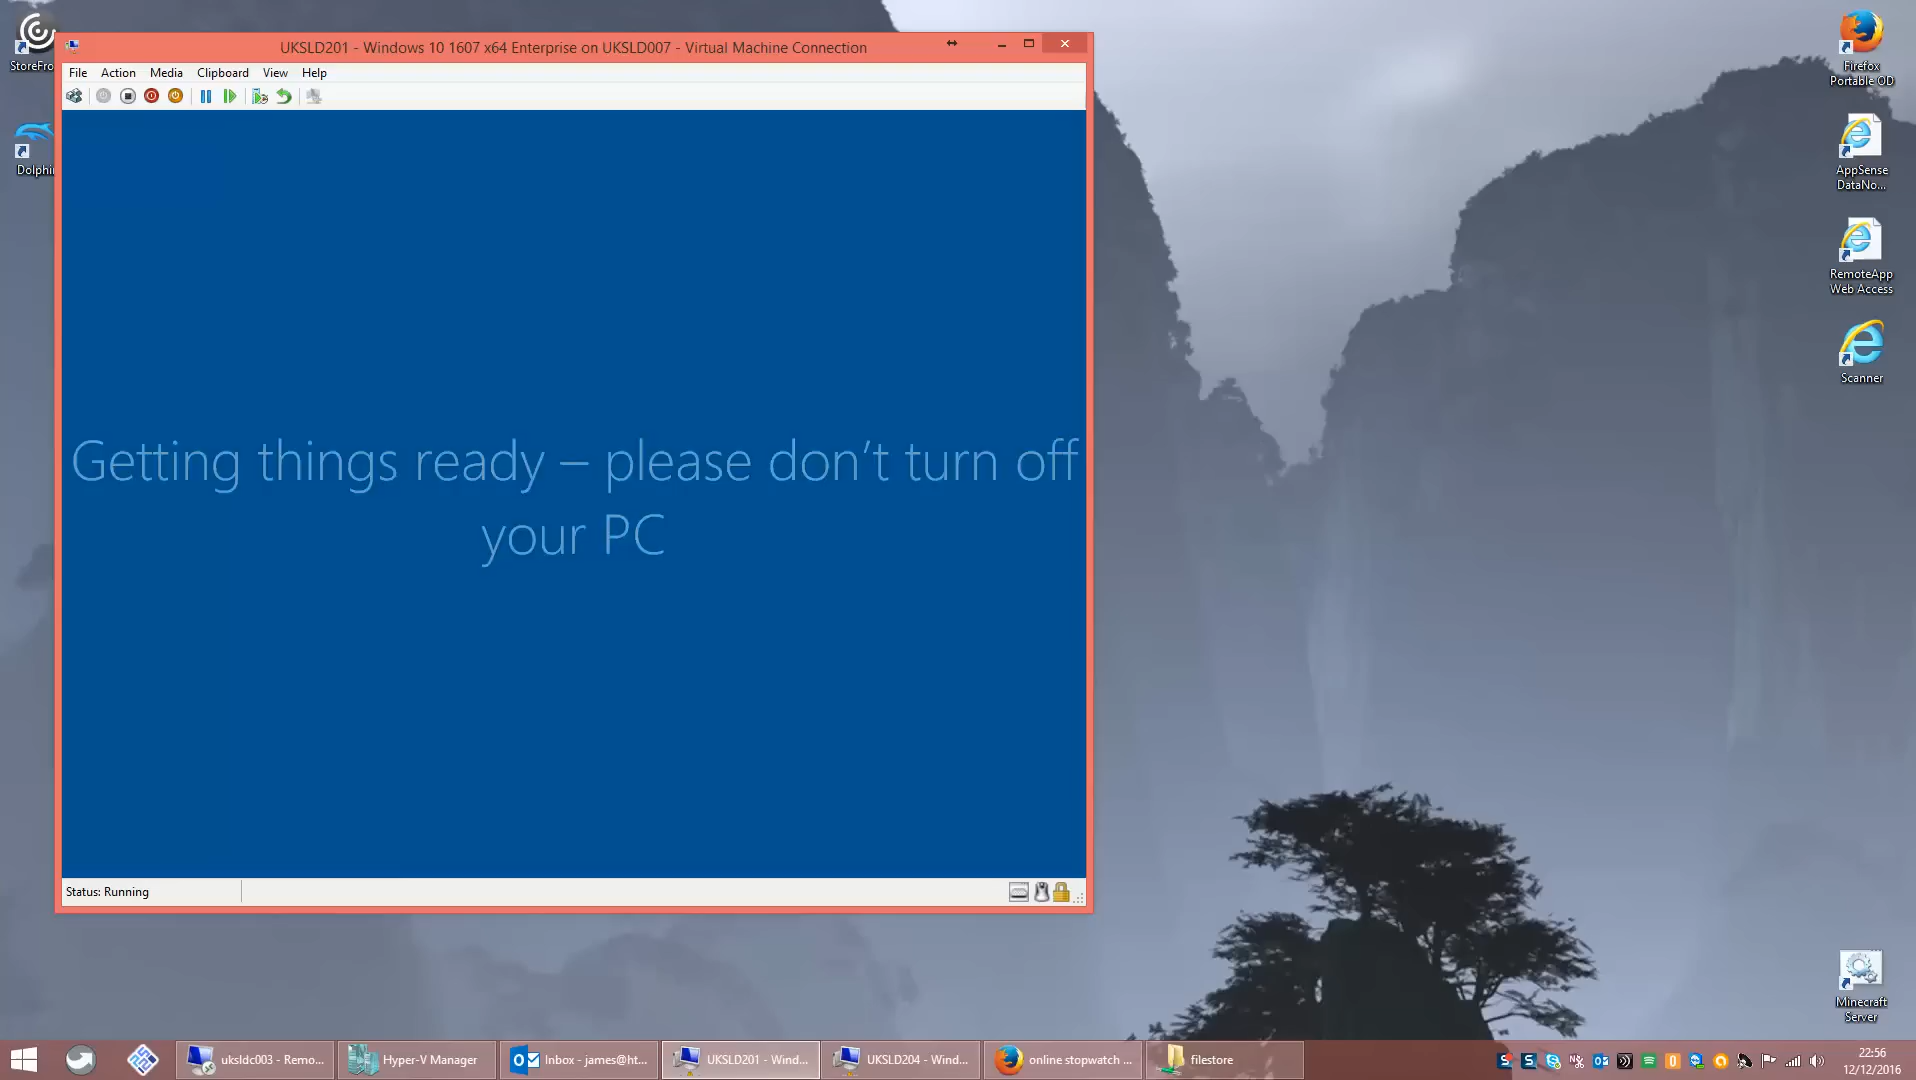 StoreFro
Dolphi
UKSLD201 - Windows 10 1607 x64 Enterprise on UKSLD007 - Virtual Machine Connection
File Action Media Clipboard View Help
Getting things ready – please don't turn off
your PC
Status: Running
Firefox
Portable OD
AppSense
DataNo...
RemoteApp
Web Access
Scanner
Minecraft
Server
uksldc003 - Remo...
Hyper-V Manager
Inbox - james@ht...
UKSLD201 - Wind...
UKSLD204 - Wind...
online stopwatch ...
filestore
22:56
12/12/2016